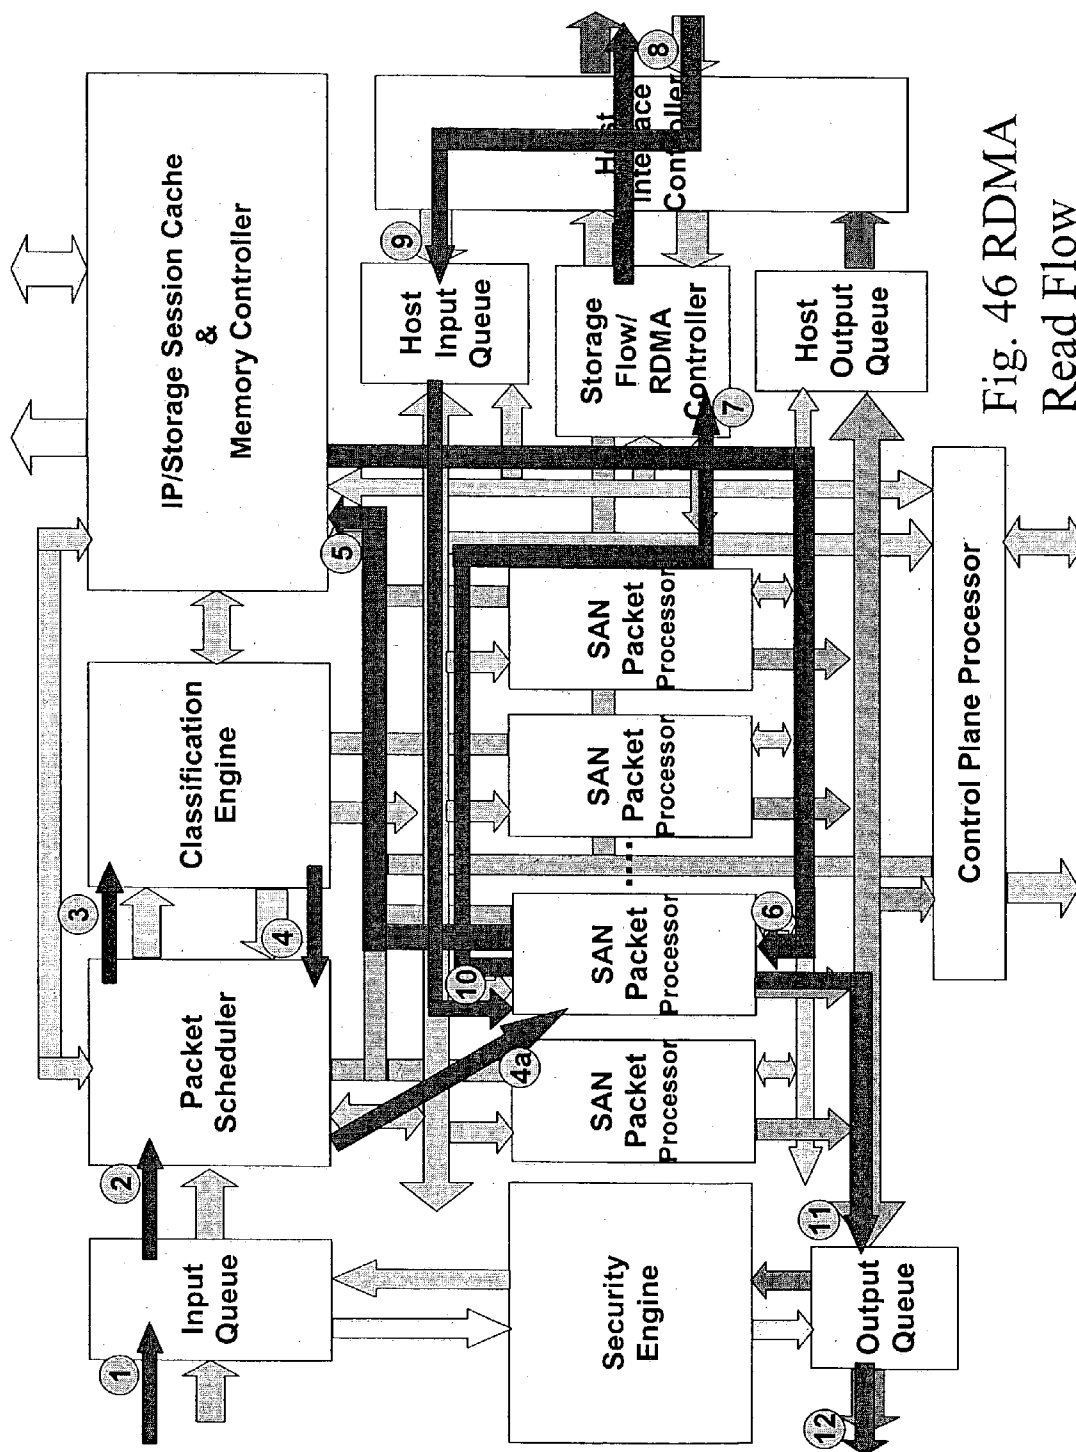 IP/Storage Session Cache
&
Memory Controller
Classification
Engine
Packet
Scheduler
Input
Queue
Host
Interface
Controller
Host
Input
Queue
Storage
Flow/
RDMA
Controller
Host
Output
Queue
SAN
Packet
Processor
SAN
Packet
Processor
.....
SAN
Packet
Processor
SAN
Packet
Processor
Security
Engine
Output
Queue
Control Plane Processor
1
2
3
4
4a
5
6
7
8
9
10
11
12
Fig. 46 RDMA
Read Flow